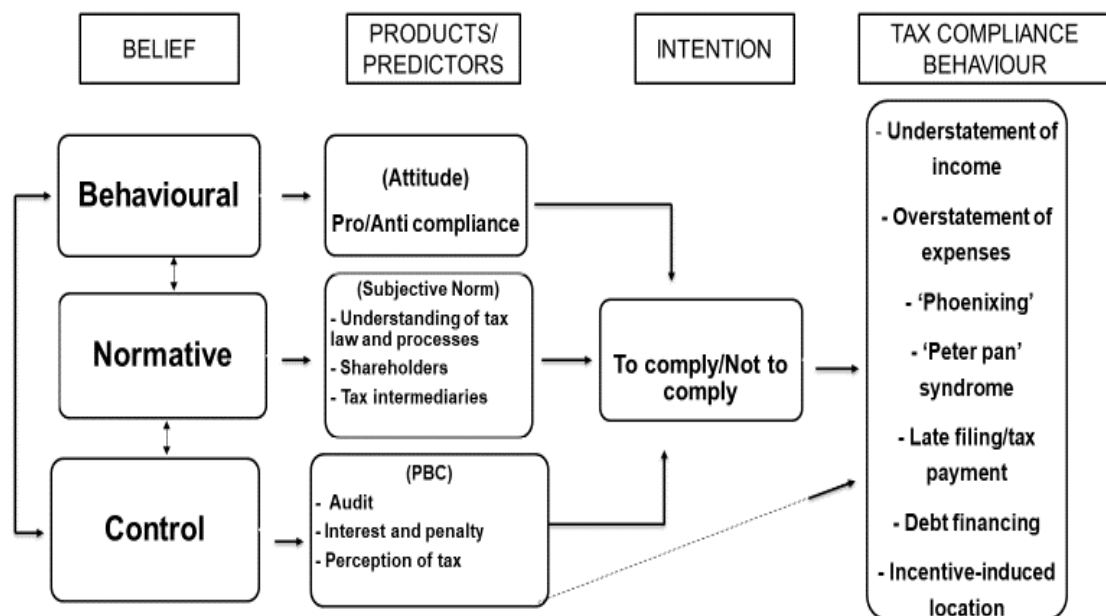 BELIEF
PRODUCTS/
PREDICTORS
INTENTION
TAX COMPLIANCE
BEHAVIOUR
Behavioural
(Attitude)
Pro/Anti compliance
Normative
(Subjective Norm)
- Understanding of tax
law and processes
- Shareholders
- Tax intermediaries
Control
(PBC)
- Audit
- Interest and penalty
- Perception of tax
To comply/Not to
comply
- Understatement of
income
- Overstatement of
expenses
- ‘Phoenixing’
- ‘Peter pan’
syndrome
- Late filing/tax
payment
- Debt financing
- Incentive-induced
location